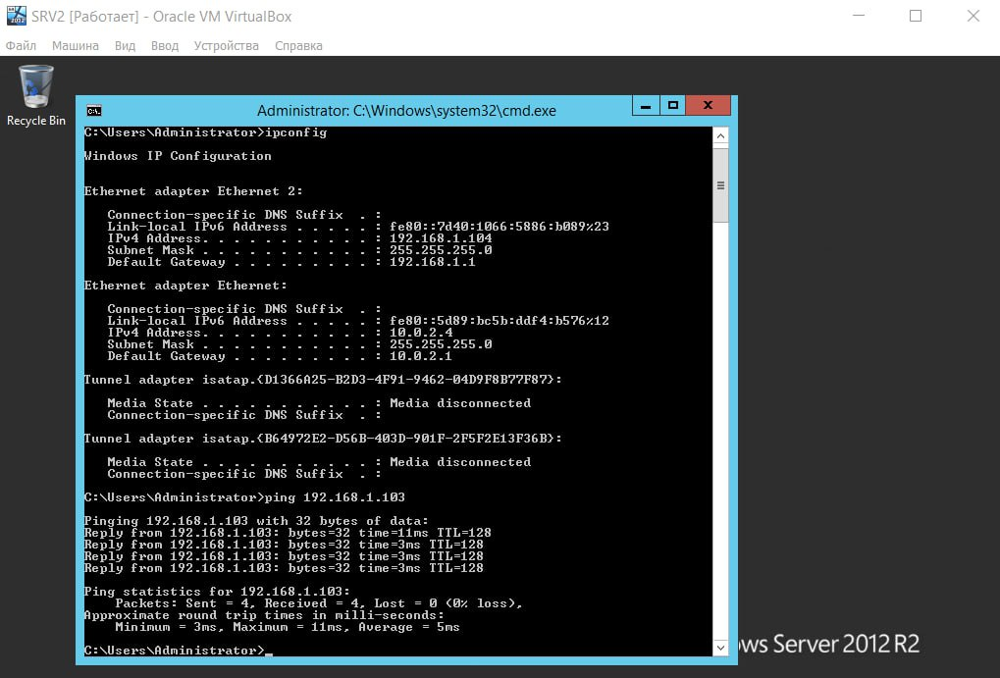 SRV2 [Работает] - Oracle VM VirtualBox
Файл Машина Вид Ввод Устройства Справка
Recycle Bin
Administrator: C:\Windows\system32\cmd.exe
C:\Users\Administrator>ipconfig
Windows IP Configuration
Ethernet adapter Ethernet 2:
Connection-specific DNS Suffix . :
Link-local IPv6 Address . . . . . : fe80::7d40:1066:5886:b089%23
IPv4 Address. . . . . . . . . . . : 192.168.1.104
Subnet Mask . . . . . . . . . . . : 255.255.255.0
Default Gateway . . . . . . . . . : 192.168.1.1
Ethernet adapter Ethernet:
Connection-specific DNS Suffix . :
Link-local IPv6 Address . . . . . : fe80::5d89:bc5b:ddf4:b576%12
IPv4 Address. . . . . . . . . . . : 10.0.2.4
Subnet Mask . . . . . . . . . . . : 255.255.255.0
Default Gateway . . . . . . . . . : 10.0.2.1
Tunnel adapter isatap.{D1366A25-B2D3-4F91-9462-04D9F8B77F87}:
Media State . . . . . . . . . . . : Media disconnected
Connection-specific DNS Suffix . :
Tunnel adapter isatap.{B64972E2-D56B-403D-901F-2F5F2E13F36B}:
Media State . . . . . . . . . . . : Media disconnected
Connection-specific DNS Suffix . :
C:\Users\Administrator>ping 192.168.1.103
Pinging 192.168.1.103 with 32 bytes of data:
Reply from 192.168.1.103: bytes=32 time=11ms TTL=128
Reply from 192.168.1.103: bytes=32 time=3ms TTL=128
Reply from 192.168.1.103: bytes=32 time=3ms TTL=128
Reply from 192.168.1.103: bytes=32 time=3ms TTL=128
Ping statistics for 192.168.1.103:
Packets: Sent = 4, Received = 4, Lost = 0 (0% loss),
Approximate round trip times in milli-seconds:
Minimum = 3ms, Maximum = 11ms, Average = 5ms
C:\Users\Administrator>_
ows Server 2012 R2